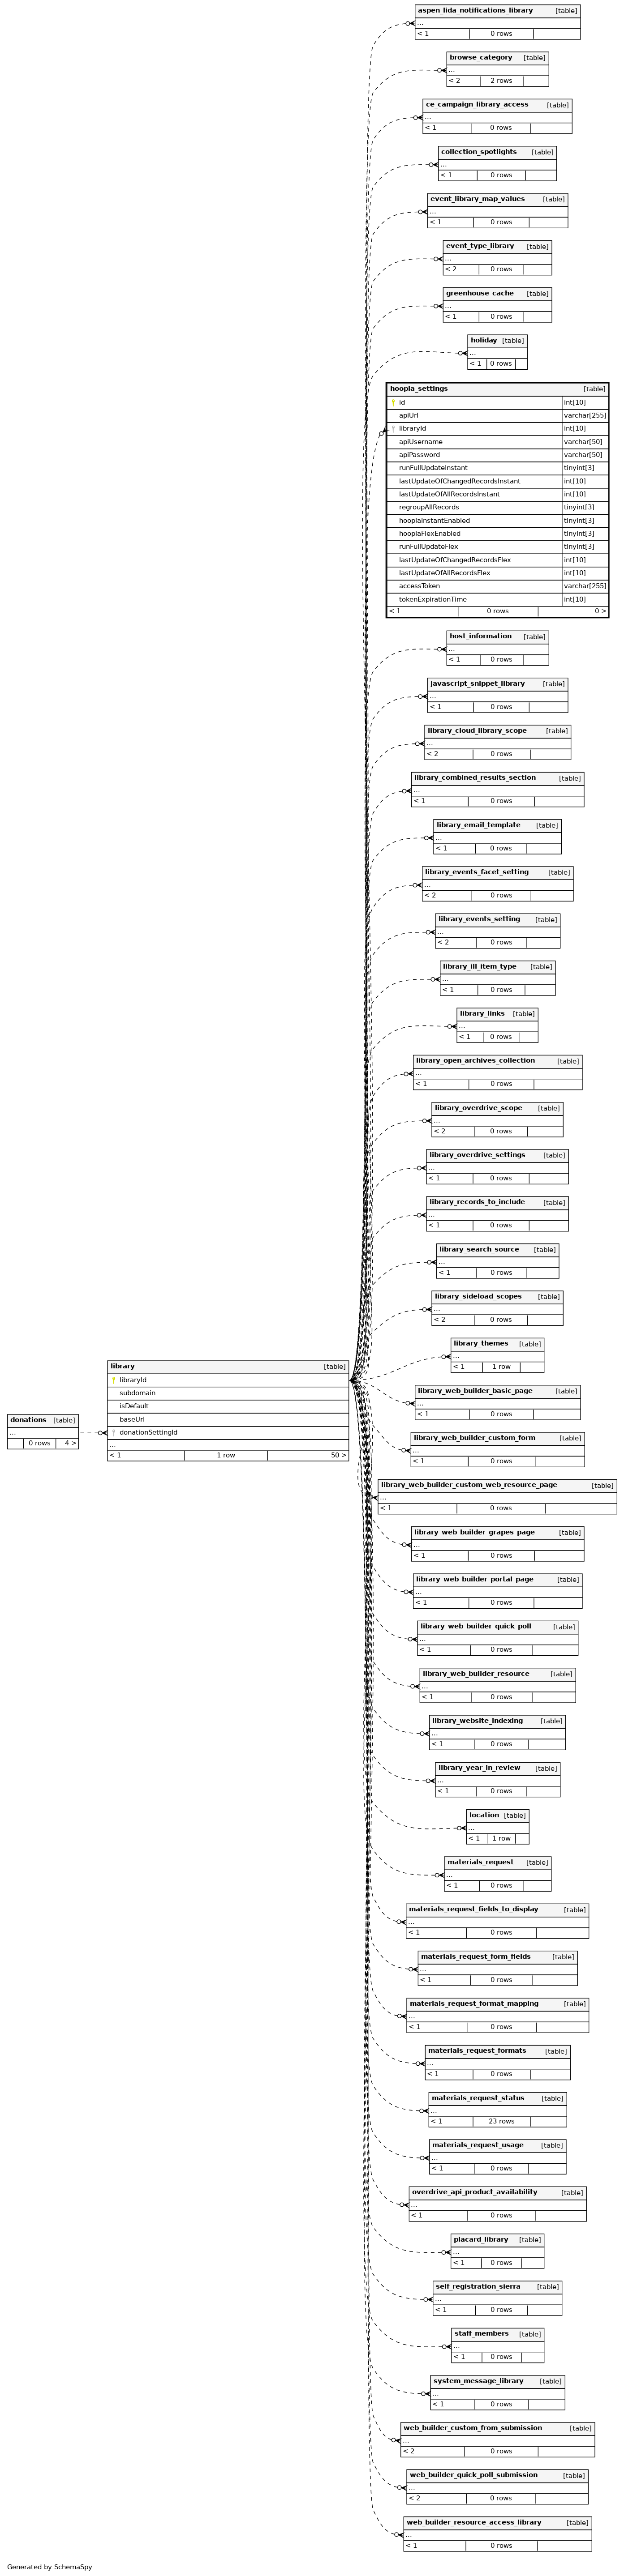 aspen_lida_notifications_library [table]
...
< 1 0 rows
browse_category [table]
...
< 2 2 rows
ce_campaign_library_access [table]
...
< 1 0 rows
collection_spotlights [table]
...
< 1 0 rows
event_library_map_values [table]
...
< 1 0 rows
event_type_library [table]
...
< 2 0 rows
greenhouse_cache [table]
...
< 1 0 rows
holiday [table]
...
< 1 0 rows
hoopla_settings [table]
id int[10]
apiUrl varchar[255]
libraryId int[10]
apiUsername varchar[50]
apiPassword varchar[50]
runFullUpdateInstant tinyint[3]
lastUpdateOfChangedRecordsInstant int[10]
lastUpdateOfAllRecordsInstant int[10]
regroupAllRecords tinyint[3]
hooplaInstantEnabled tinyint[3]
hooplaFlexEnabled tinyint[3]
runFullUpdateFlex tinyint[3]
lastUpdateOfChangedRecordsFlex int[10]
lastUpdateOfAllRecordsFlex int[10]
accessToken varchar[255]
tokenExpirationTime int[10]
< 1 0 rows 0 >
host_information [table]
...
< 1 0 rows
javascript_snippet_library [table]
...
< 1 0 rows
library_cloud_library_scope [table]
...
< 2 0 rows
library_combined_results_section [table]
...
< 1 0 rows
library_email_template [table]
...
< 1 0 rows
library_events_facet_setting [table]
...
< 2 0 rows
library_events_setting [table]
...
< 2 0 rows
library_ill_item_type [table]
...
< 1 0 rows
library_links [table]
...
< 1 0 rows
library_open_archives_collection [table]
...
< 1 0 rows
library_overdrive_scope [table]
...
< 2 0 rows
library_overdrive_settings [table]
...
< 1 0 rows
library_records_to_include [table]
...
< 1 0 rows
library_search_source [table]
...
< 1 0 rows
library_sideload_scopes [table]
...
< 2 0 rows
library_themes [table]
...
< 1 1 row
library [table]
libraryId
subdomain
isDefault
baseUrl
donationSettingId
...
< 1 1 row 50 >
donations [table]
...
0 rows 4 >
library_web_builder_basic_page [table]
...
< 1 0 rows
library_web_builder_custom_form [table]
...
< 1 0 rows
library_web_builder_custom_web_resource_page [table]
...
< 1 0 rows
library_web_builder_grapes_page [table]
...
< 1 0 rows
library_web_builder_portal_page [table]
...
< 1 0 rows
library_web_builder_quick_poll [table]
...
< 1 0 rows
library_web_builder_resource [table]
...
< 1 0 rows
library_website_indexing [table]
...
< 1 0 rows
library_year_in_review [table]
...
< 1 0 rows
location [table]
...
< 1 1 row
materials_request [table]
...
< 1 0 rows
materials_request_fields_to_display [table]
...
< 1 0 rows
materials_request_form_fields [table]
...
< 1 0 rows
materials_request_format_mapping [table]
...
< 1 0 rows
materials_request_formats [table]
...
< 1 0 rows
materials_request_status [table]
...
< 1 23 rows
materials_request_usage [table]
...
< 1 0 rows
overdrive_api_product_availability [table]
...
< 1 0 rows
placard_library [table]
...
< 1 0 rows
self_registration_sierra [table]
...
< 1 0 rows
staff_members [table]
...
< 1 0 rows
system_message_library [table]
...
< 1 0 rows
web_builder_custom_from_submission [table]
...
< 2 0 rows
web_builder_quick_poll_submission [table]
...
< 2 0 rows
web_builder_resource_access_library [table]
...
< 1 0 rows
Generated by SchemaSpy